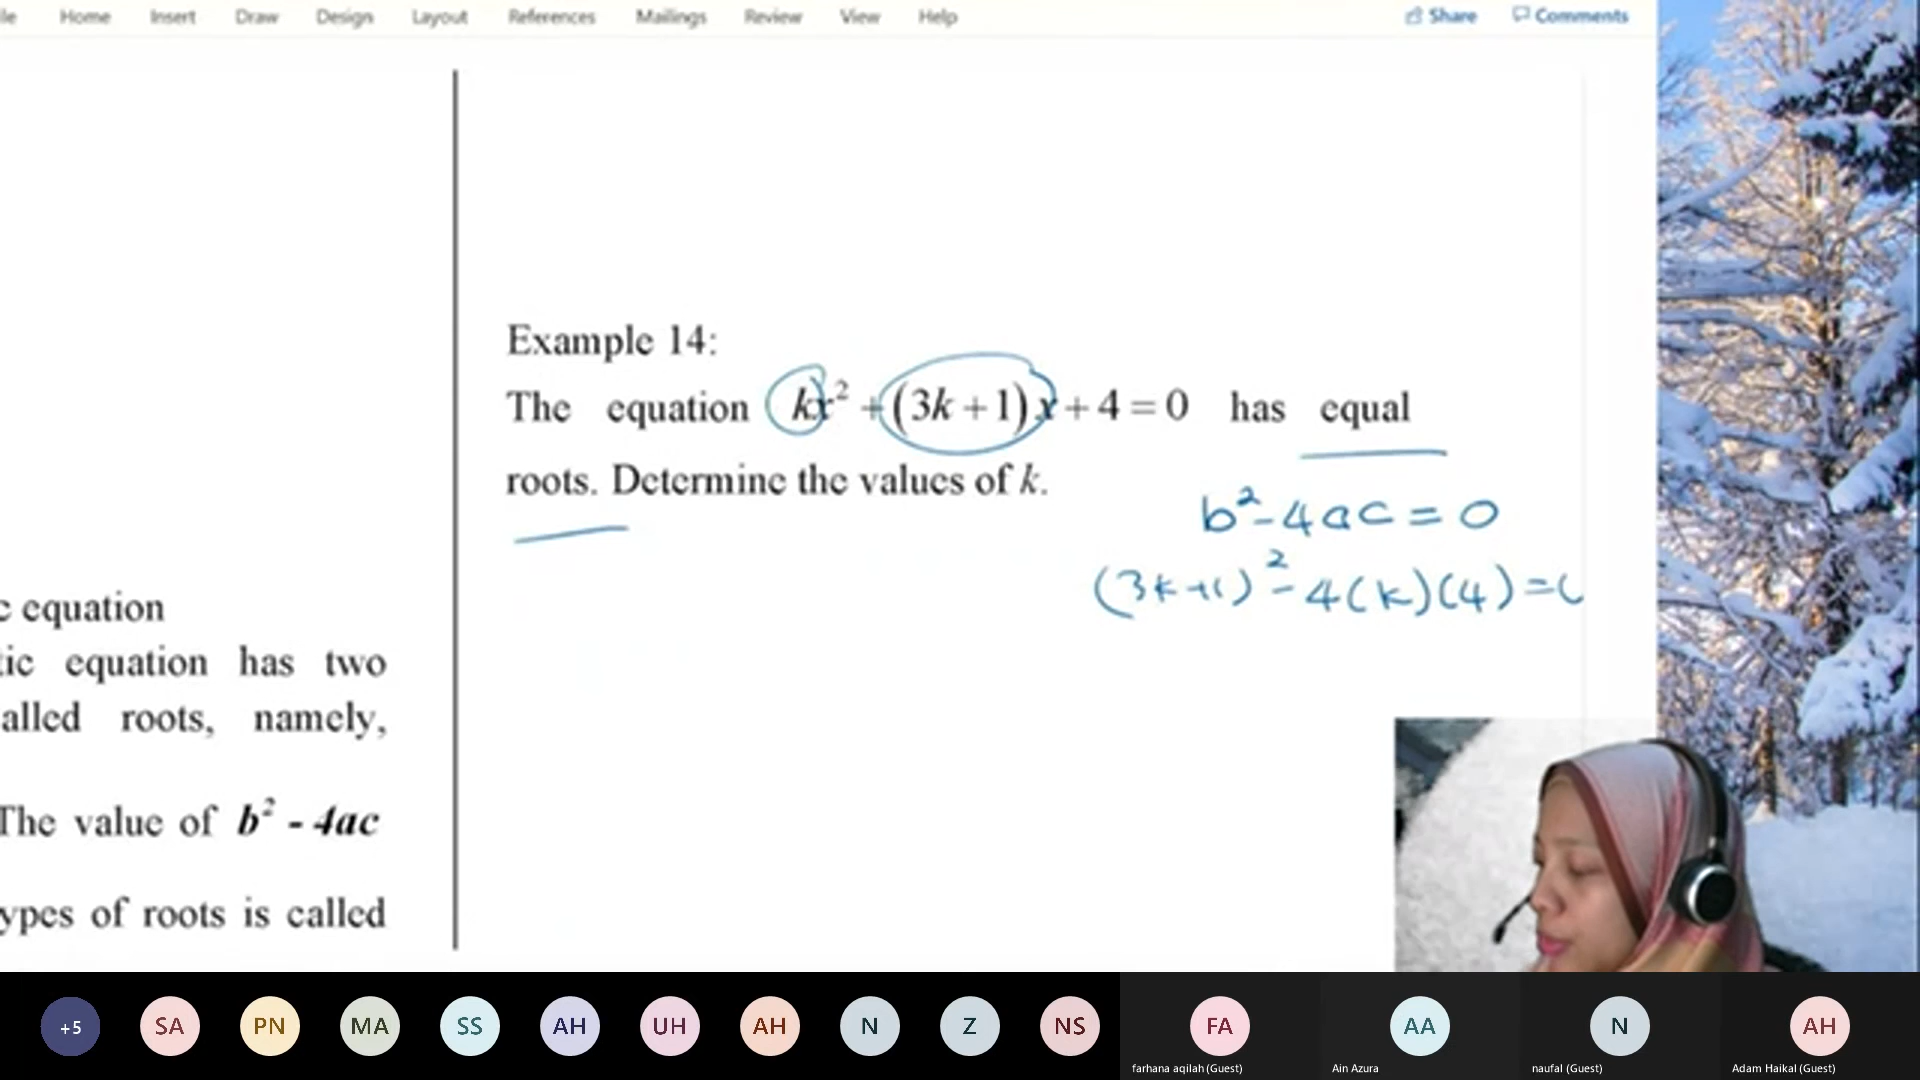 Home Insert Draw Design Layout References Mailings Review View Help Share Comments
Example 14:
The equation kx² + (3k + 1)x + 4 = 0 has equal
roots. Determine the values of k.
b² - 4ac = 0
(3k+1)² - 4(k)(4) =
equation
equation has two
roots, namely,
The value of b² - 4ac
of roots is called
+5 SA PN MA SS AH UH AH N Z NS FA AA N AH
farhana aqilah (Guest) Ain Azura naufal (Guest) Adam Haikal (Guest)